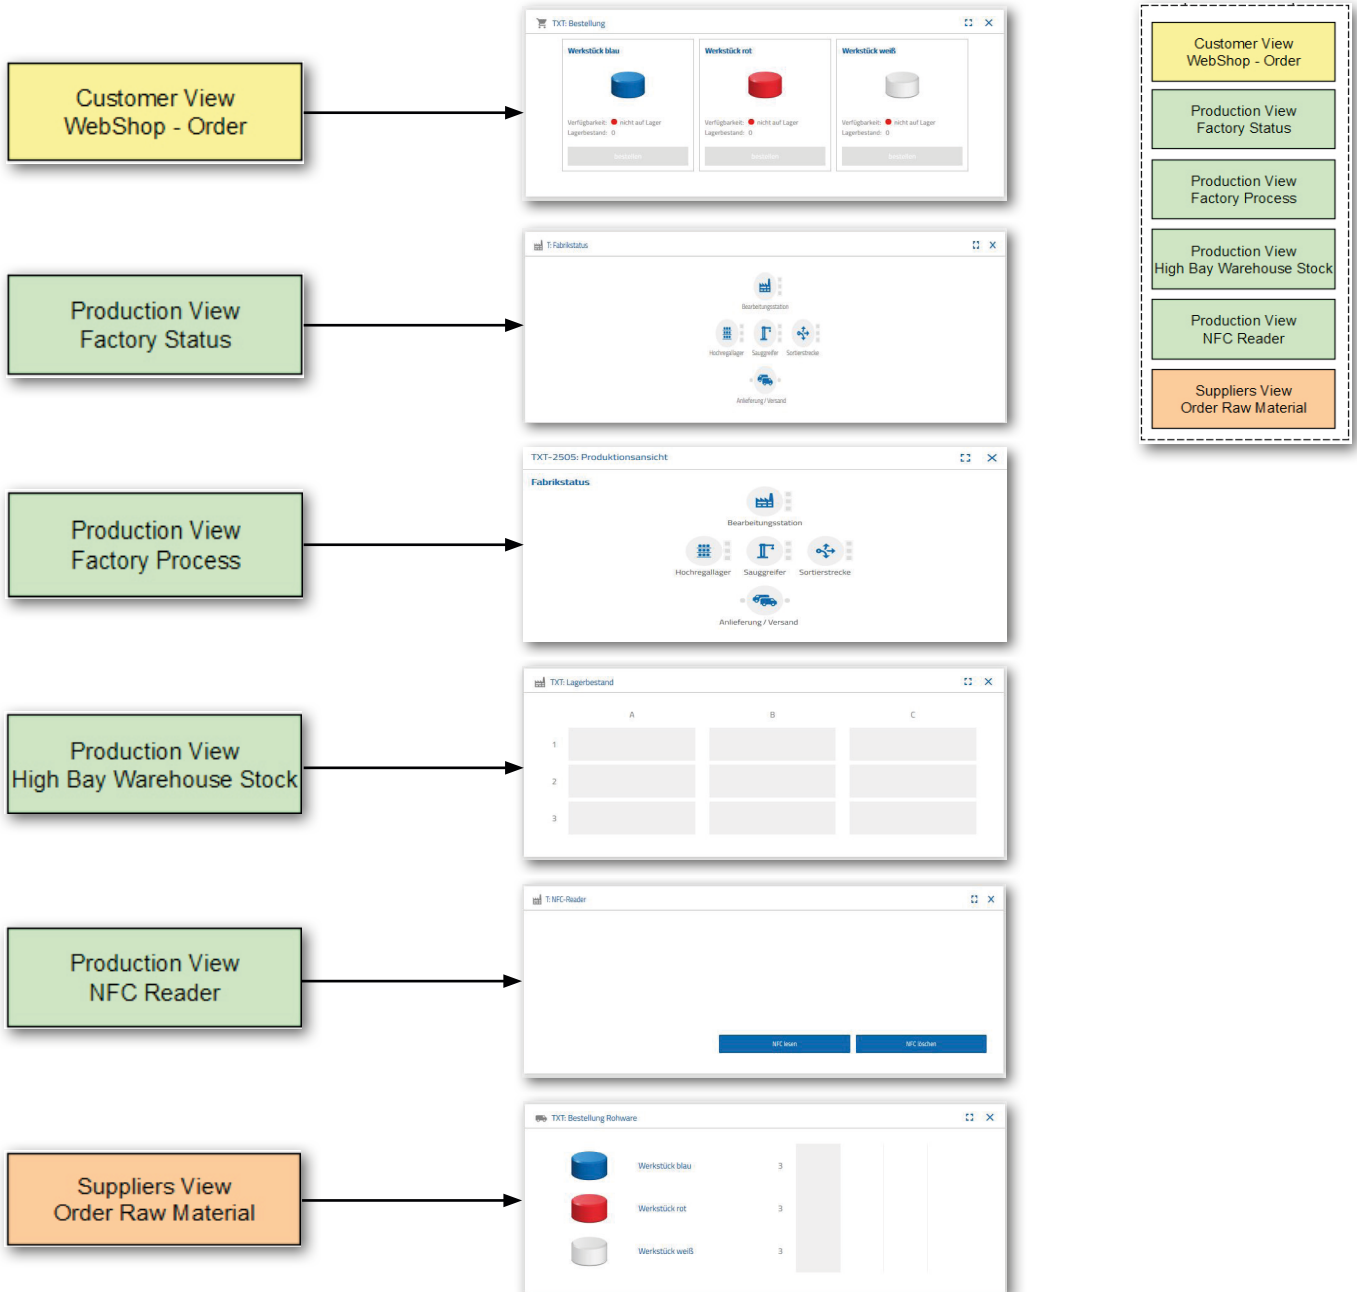 Customer View
WebShop - Order
TXT: Bestellung
Werkstück blau
Werkstück rot
Werkstück weiß
Verfügbarkeit: nicht auf Lager
Lagerbestand: 0
Verfügbarkeit: nicht auf Lager
Lagerbestand: 0
Verfügbarkeit: nicht auf Lager
Lagerbestand: 0
bestellen
bestellen
bestellen
Production View
Factory Status
T: Fabrikstatus
Bearbeitungsstation
Hochregallager
Sauggreifer
Sortierstrecke
Anlieferung / Versand
Production View
Factory Process
TXT-2505: Produktionsansicht
Fabrikstatus
Bearbeitungsstation
Hochregallager
Sauggreifer
Sortierstrecke
Anlieferung / Versand
Production View
High Bay Warehouse Stock
TXT: Lagerbestand
A B C
1
2
3
Production View
NFC Reader
T: NFC-Reader
NFC lesen
NFC löschen
Suppliers View
Order Raw Material
TXT: Bestellung Rohware
Werkstück blau 3
Werkstück rot 3
Werkstück weiß 3
Customer View
WebShop - Order
Production View
Factory Status
Production View
Factory Process
Production View
High Bay Warehouse Stock
Production View
NFC Reader
Suppliers View
Order Raw Material